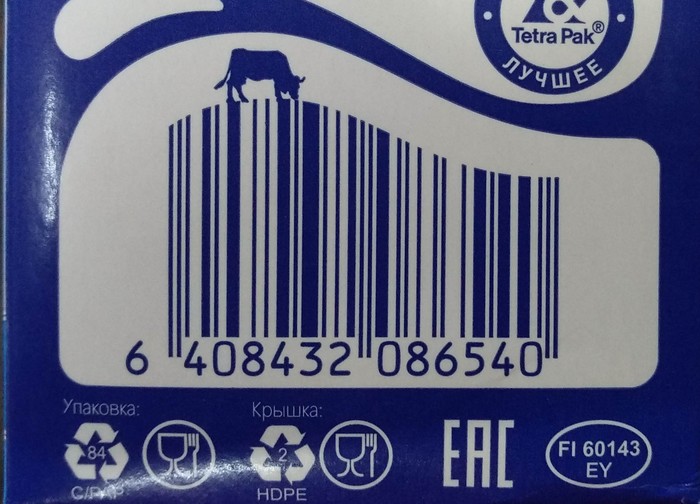 Tetra Pak®
ЛУЧШЕЕ
6 408432 086540
Упаковка:
Крышка:
84
C/PAP
2
HDPE
EAC
FI 60143
EY